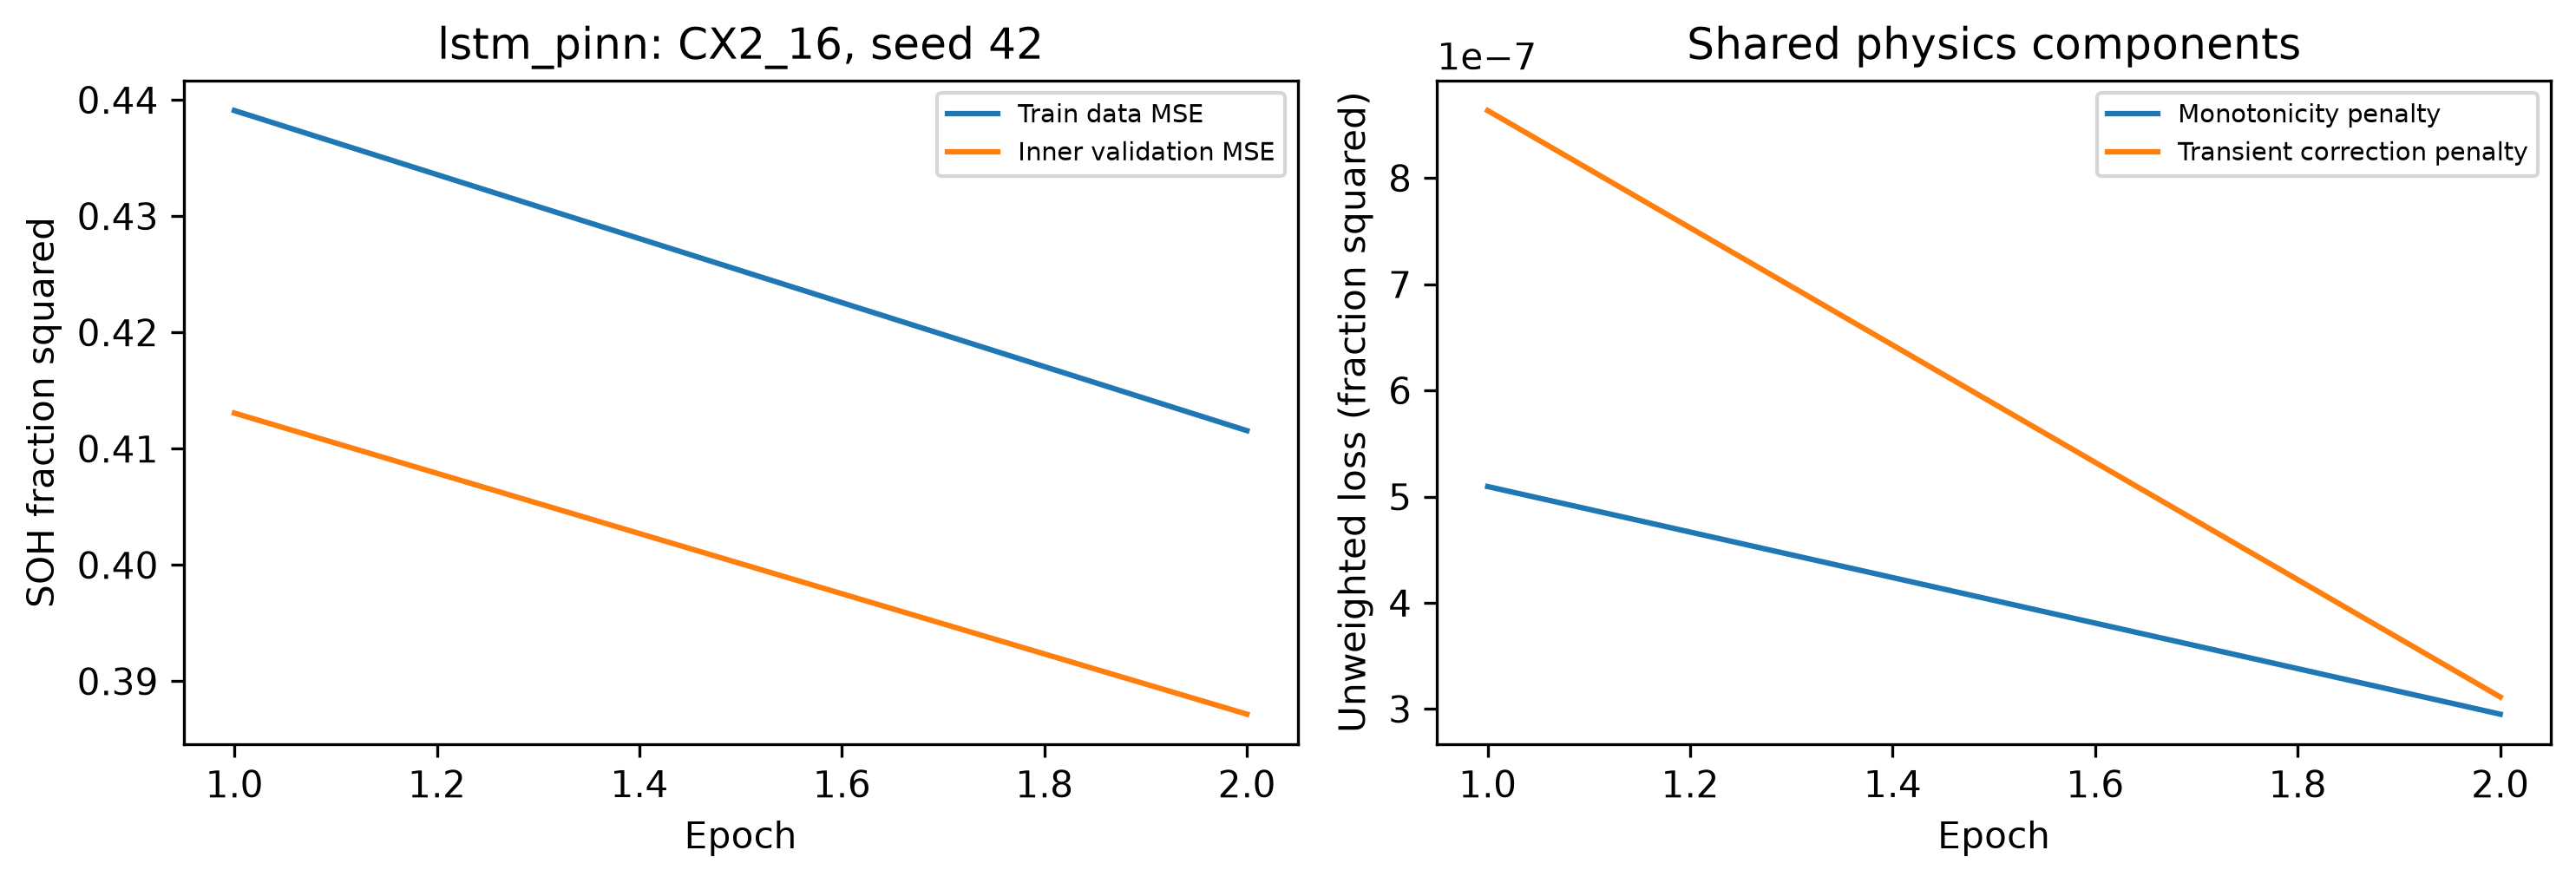 lstm_pinn: CX2_16, seed 42
SOH fraction squared
0.44
0.43
0.42
0.41
0.40
0.39
Train data MSE
Inner validation MSE
1.0 1.2 1.4 1.6 1.8 2.0
Epoch
Shared physics components
1e−7
Unweighted loss (fraction squared)
8
7
6
5
4
3
Monotonicity penalty
Transient correction penalty
1.0 1.2 1.4 1.6 1.8 2.0
Epoch